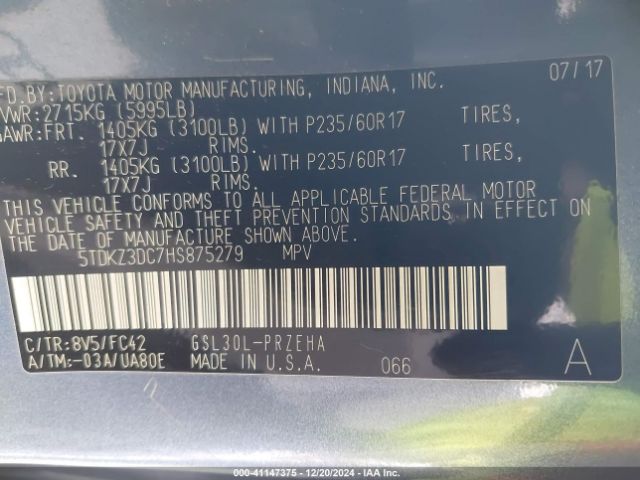 FD.BY:TOYOTA MOTOR MANUFACTURING, INDIANA, INC. 07/17
VWR:2715KG (5995LB)
AWR:FRT. 1405KG (3100LB) WITH P235/60R17 TIRES,
17X7J RIMS.
RR. 1405KG (3100LB) WITH P235/60R17 TIRES,
17X7J RIMS.
THIS VEHICLE CONFORMS TO ALL APPLICABLE FEDERAL MOTOR
VEHICLE SAFETY AND THEFT PREVENTION STANDARDS IN EFFECT ON
THE DATE OF MANUFACTURE SHOWN ABOVE.
5TDKZ3DC7HS875279 MPV
C/TR:8V5/FC42 GSL30L-PRZEHA
A/TM:-03A/UA80E MADE IN U.S.A. 066 A
000-41147375 - 12/20/2024 - IAA Inc.